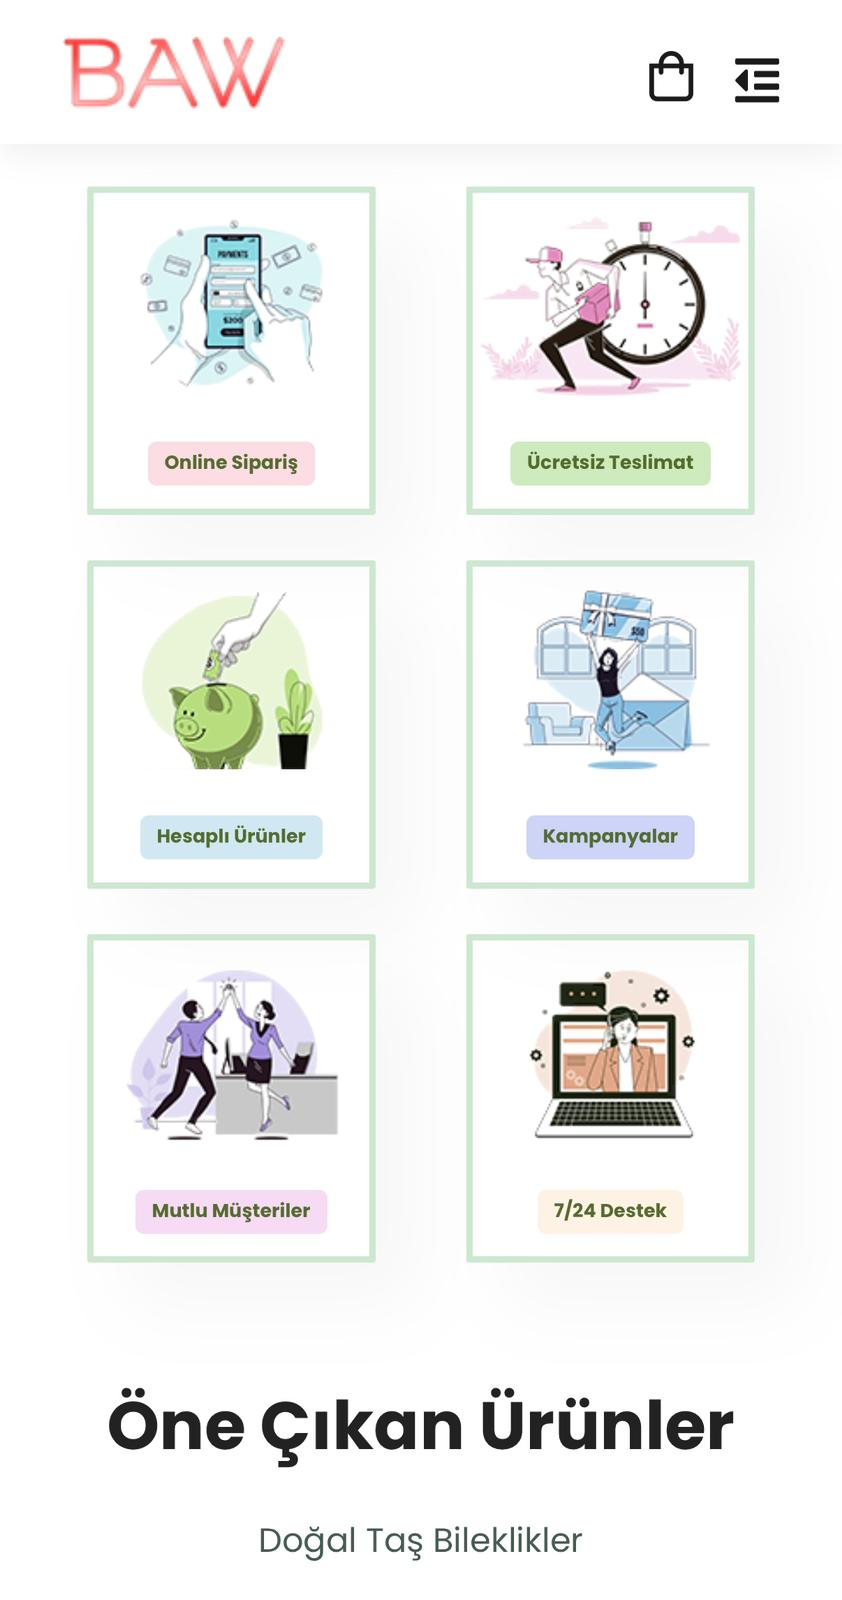 BAW
PAYMENTS
$200
Online Sipariş
Ücretsiz Teslimat
$50
Hesaplı Ürünler
Kampanyalar
Mutlu Müşteriler
7/24 Destek
Öne Çıkan Ürünler
Doğal Taş Bileklikler